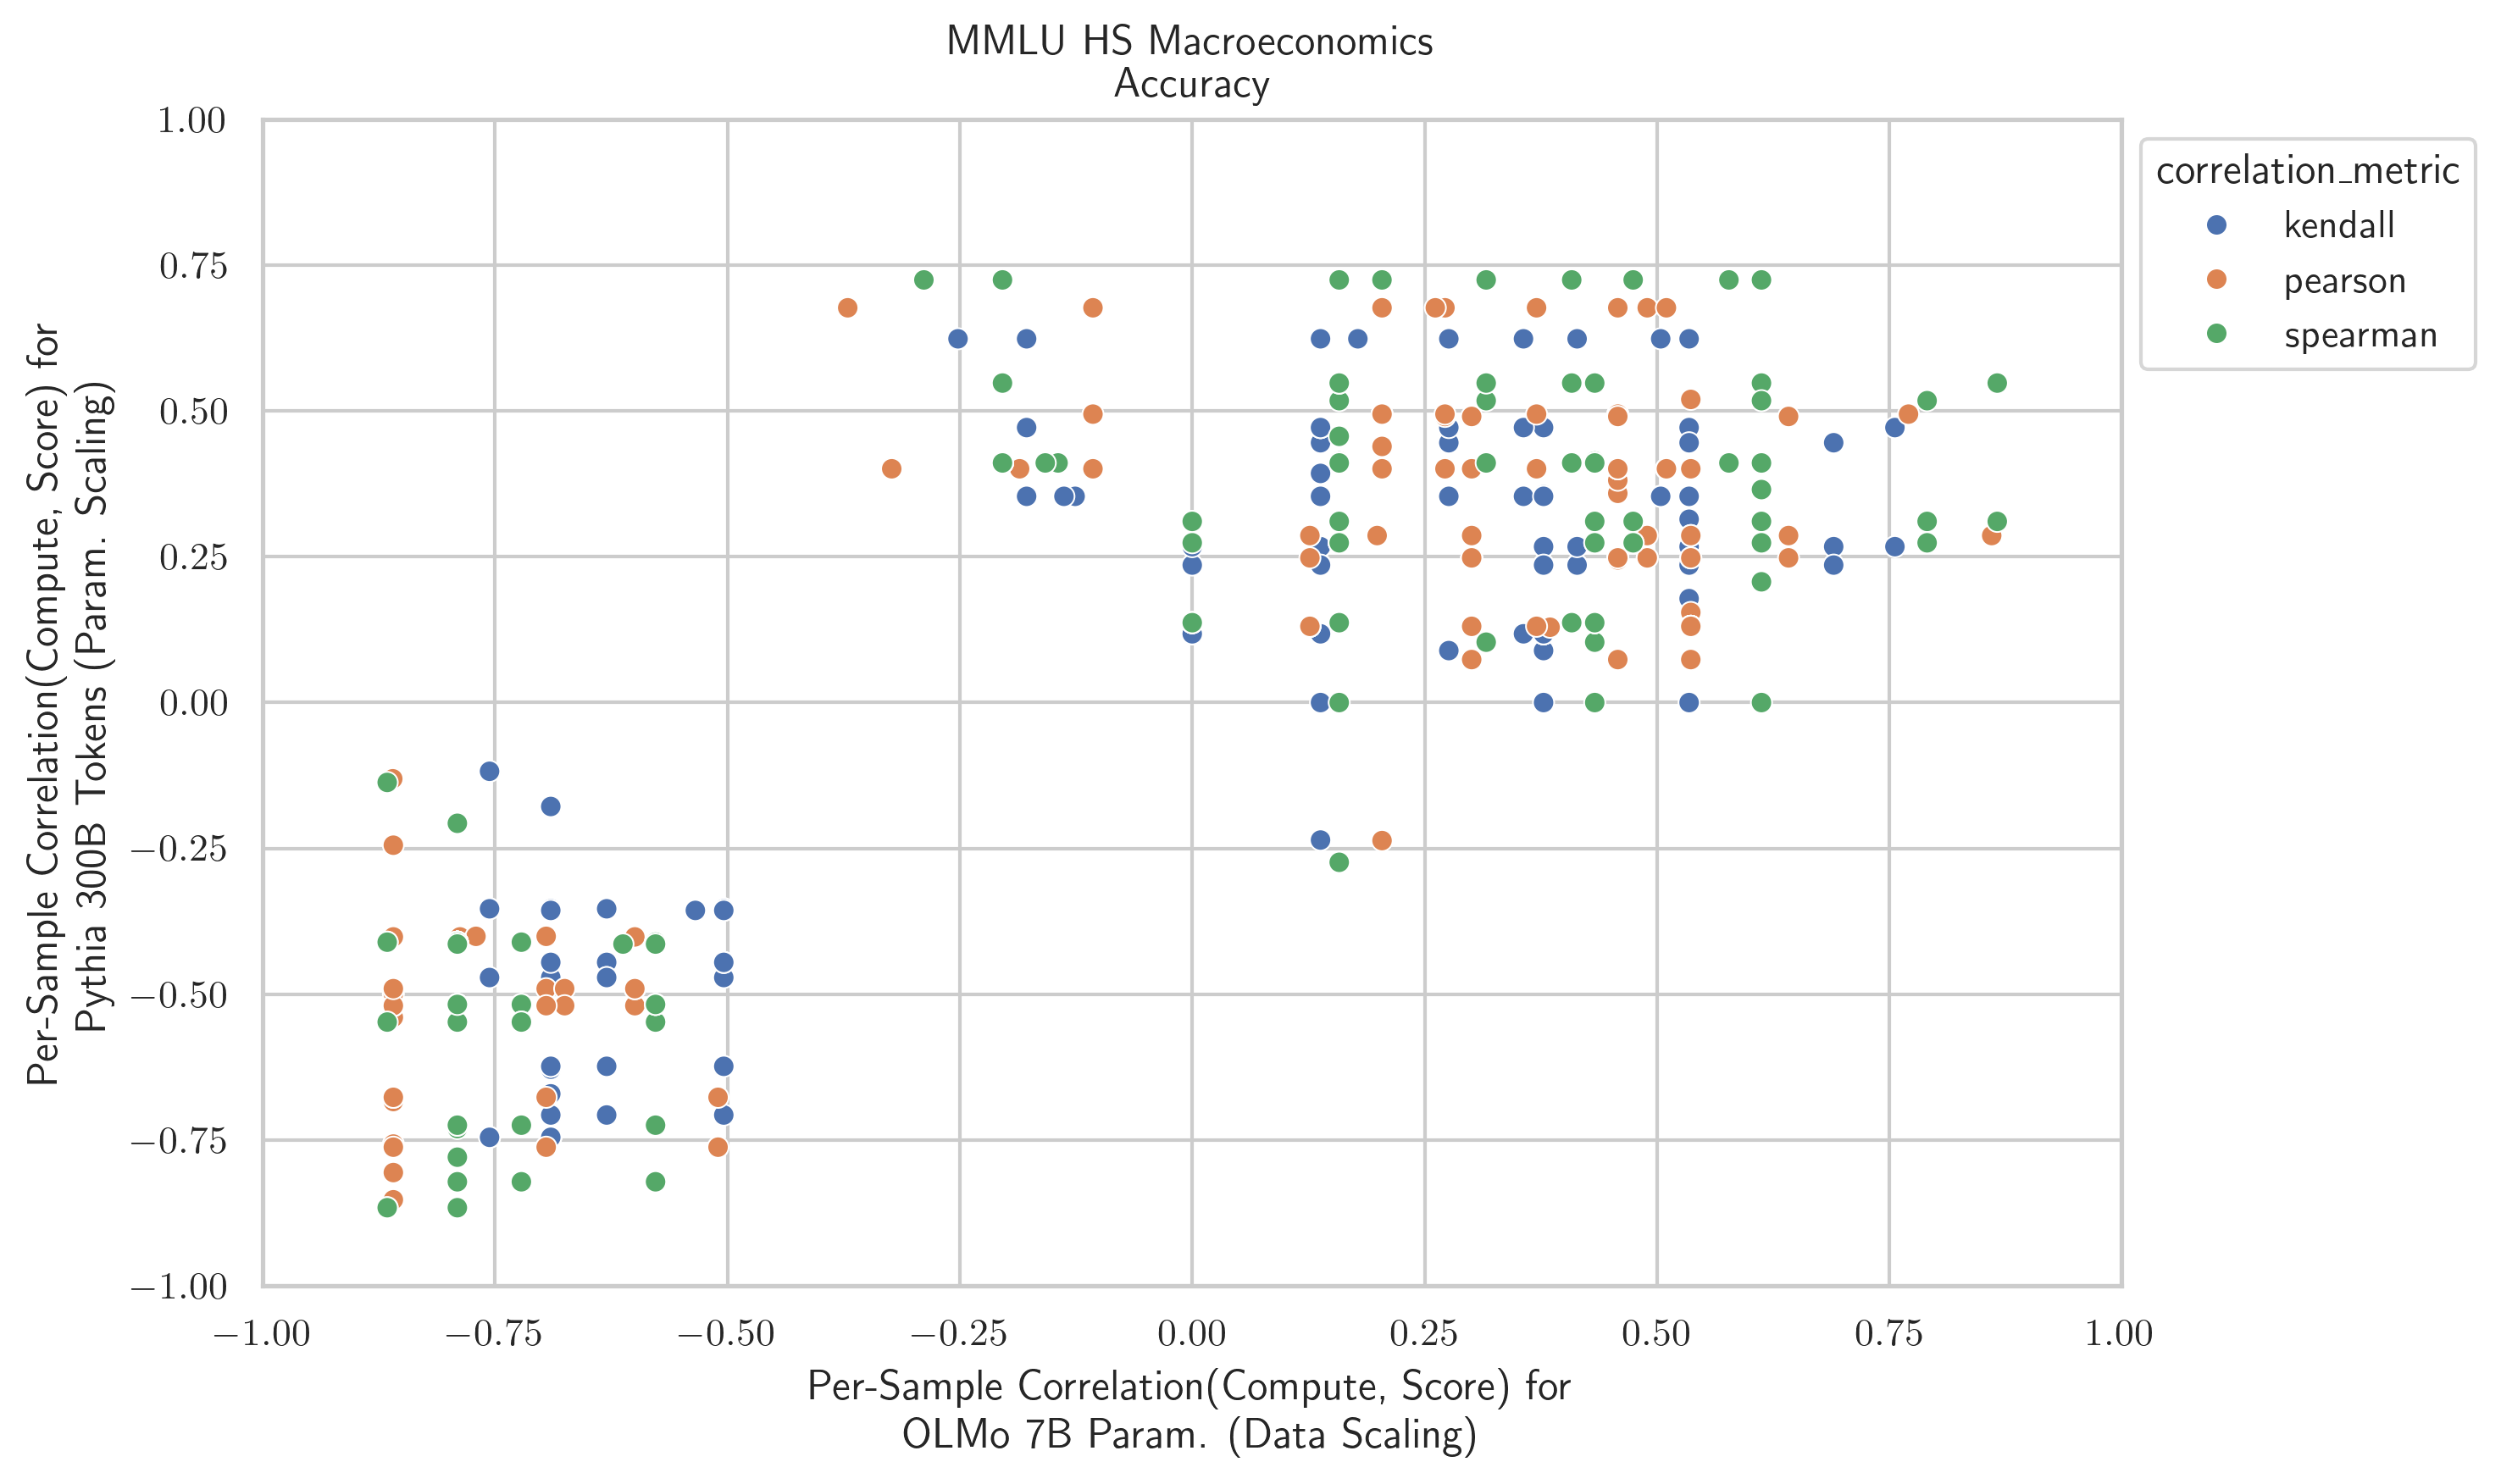 MMLU HS Macroeconomics
Accuracy
Per-Sample Correlation(Compute, Score) for
Pythia 300B Tokens (Param. Scaling)
1.00
0.75
0.50
0.25
0.00
−0.25
−0.50
−0.75
−1.00
−1.00 −0.75 −0.50 −0.25 0.00 0.25 0.50 0.75 1.00
Per-Sample Correlation(Compute, Score) for
OLMo 7B Param. (Data Scaling)
correlation_metric
kendall
pearson
spearman